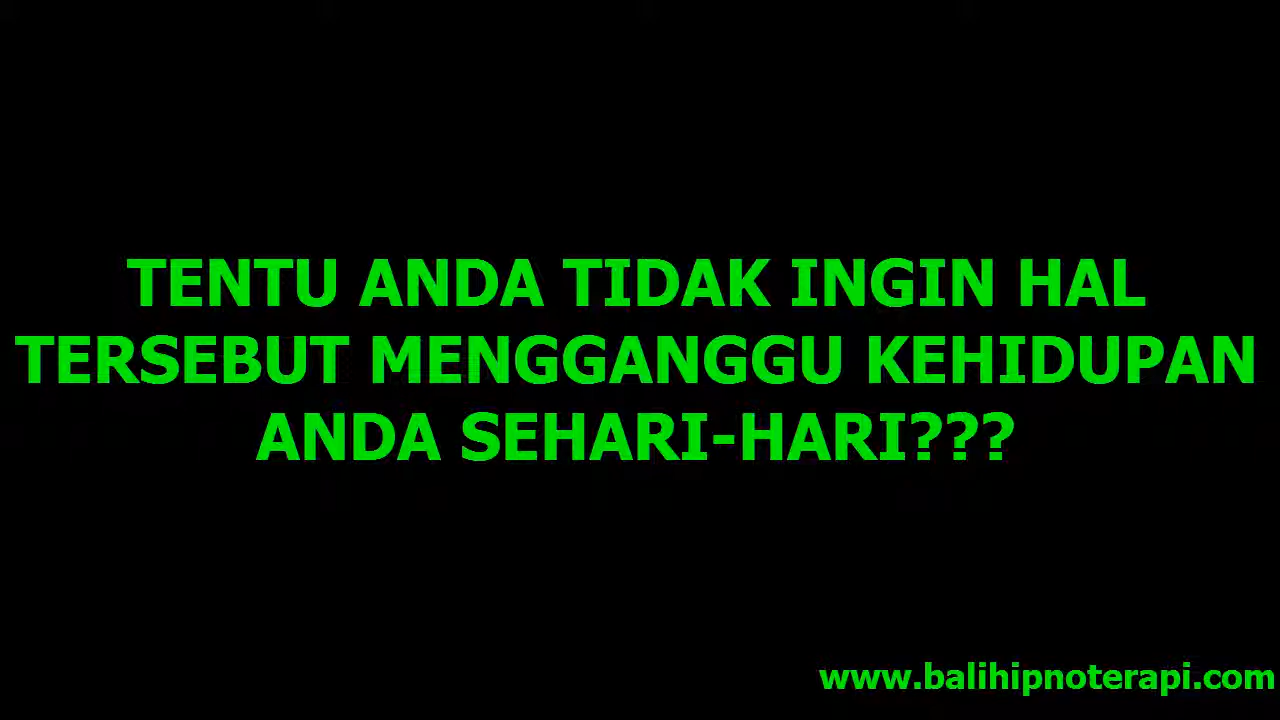 TENTU ANDA TIDAK INGIN HAL
TERSEBUT MENGGANGGU KEHIDUPAN
ANDA SEHARI-HARI???
www.balihipnoterapi.com